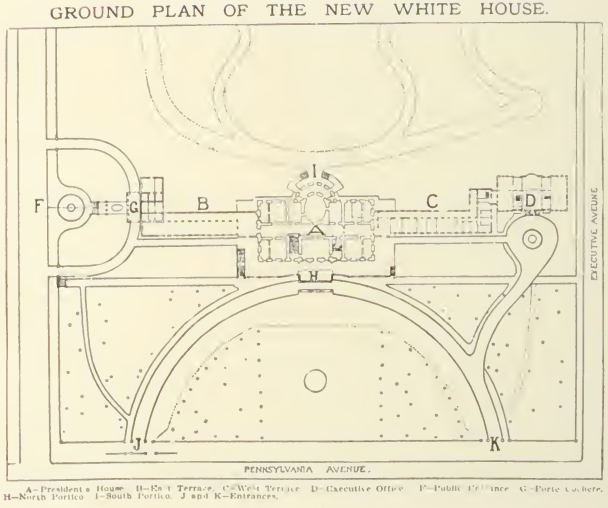 GROUND PLAN OF THE NEW WHITE HOUSE.
I
B
C
D
F
G
A
H
EXECUTIVE AVEUNE
J
K
PENNSYLVANIA AVENUE.
A—President's House. B—East Terrace. C—West Terrace D—Executive Office. F—Public Entrance G—Porte Cochere.
H—North Portico I—South Portico. J and K—Entrances.